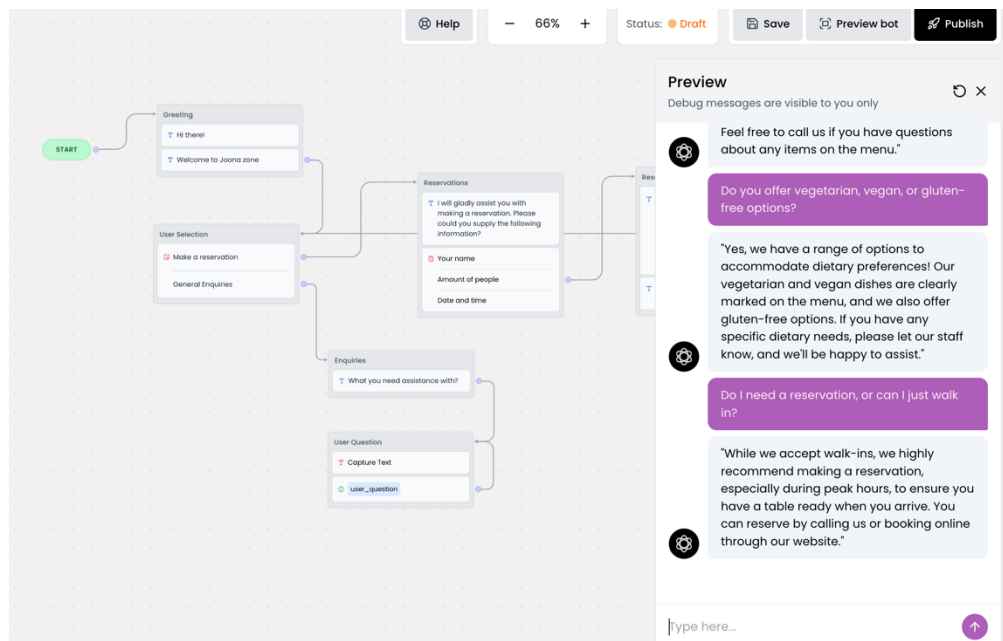 Help
66%
Status: Draft
Save
Preview bot
Publish
START
Greeting
Hi there!
Welcome to Joona zone
User Selection
Make a reservation
General Enquiries
Reservations
I will gladly assist you with
making a reservation. Please
could you supply the following
information?
Your name
Amount of people
Date and time
Enquiries
What you need assistance with?
User Question
Capture Text
user_question
Preview
Debug messages are visible to you only
Feel free to call us if you have questions
about any items on the menu."
Do you offer vegetarian, vegan, or gluten-
free options?
"Yes, we have a range of options to
accommodate dietary preferences! Our
vegetarian and vegan dishes are clearly
marked on the menu, and we also offer
gluten-free options. If you have any
specific dietary needs, please let our staff
know, and we'll be happy to assist."
Do I need a reservation, or can I just walk
in?
"While we accept walk-ins, we highly
recommend making a reservation,
especially during peak hours, to ensure you
have a table ready when you arrive. You
can reserve by calling us or booking online
through our website."
Type here...